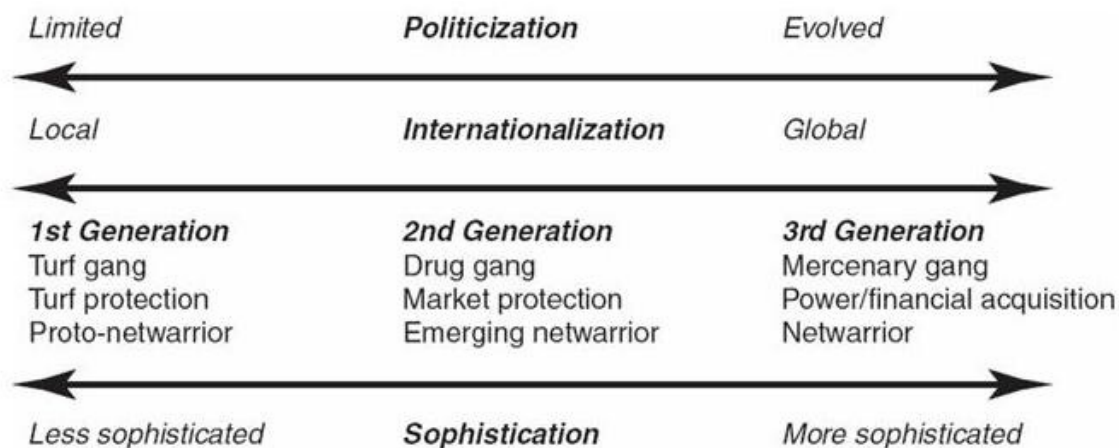 Limited Politicization Evolved
Local Internationalization Global
1st Generation 2nd Generation 3rd Generation
Turf gang Drug gang Mercenary gang
Turf protection Market protection Power/financial acquisition
Proto-netwarrior Emerging netwarrior Netwarrior
Less sophisticated Sophistication More sophisticated